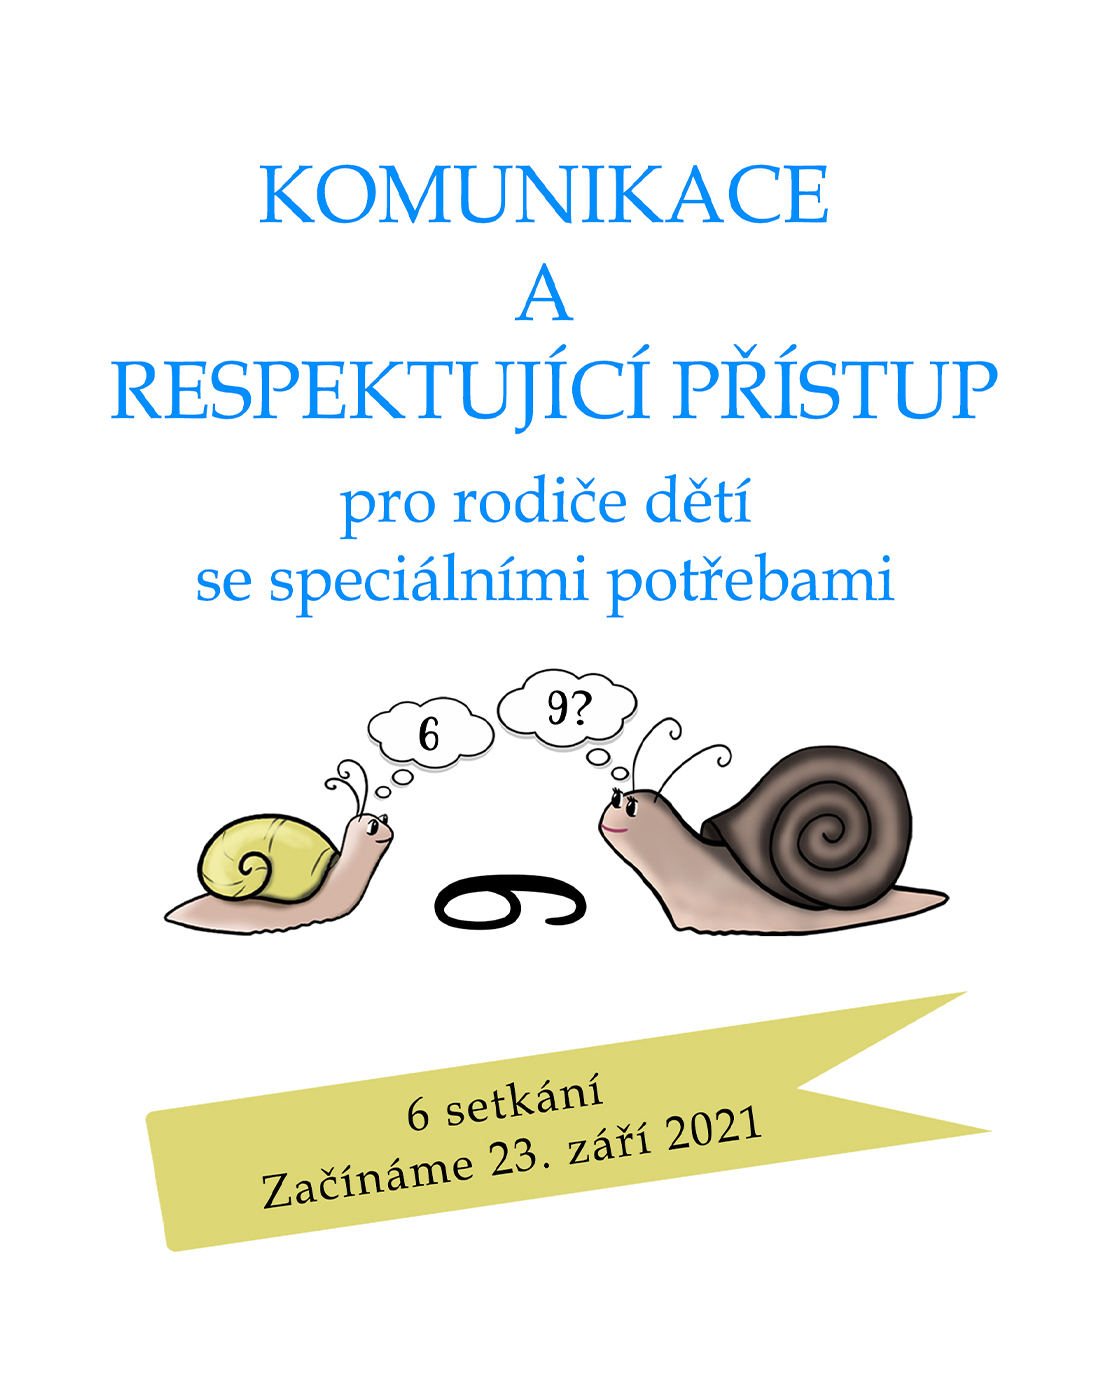 KOMUNIKACE
A
RESPEKTUJÍCÍ PŘÍSTUP
pro rodiče dětí
se speciálními potřebami
6
9?
6
6 setkání
Začínáme 23. září 2021